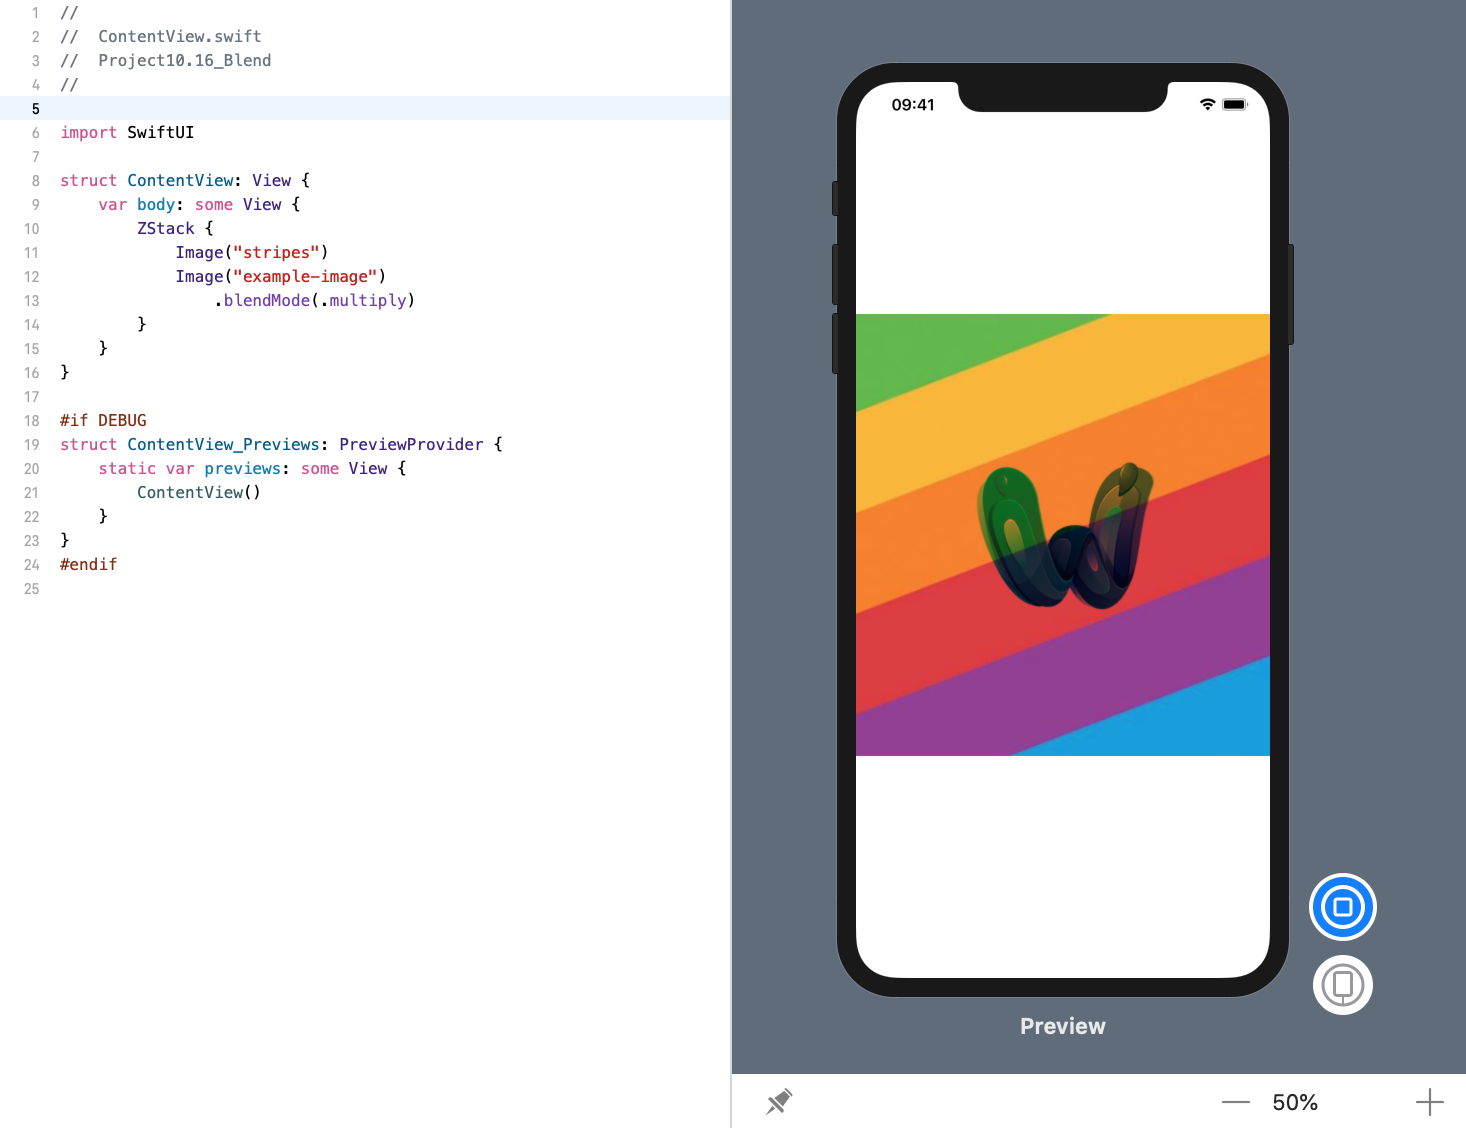 1 //
2 //  ContentView.swift
3 //  Project10.16_Blend
4 //
5
6 import SwiftUI
7
8 struct ContentView: View {
9     var body: some View {
10         ZStack {
11             Image("stripes")
12             Image("example-image")
13                 .blendMode(.multiply)
14         }
15     }
16 }
17
18 #if DEBUG
19 struct ContentView_Previews: PreviewProvider {
20     static var previews: some View {
21         ContentView()
22     }
23 }
24 #endif
25
09:41
Preview
50%